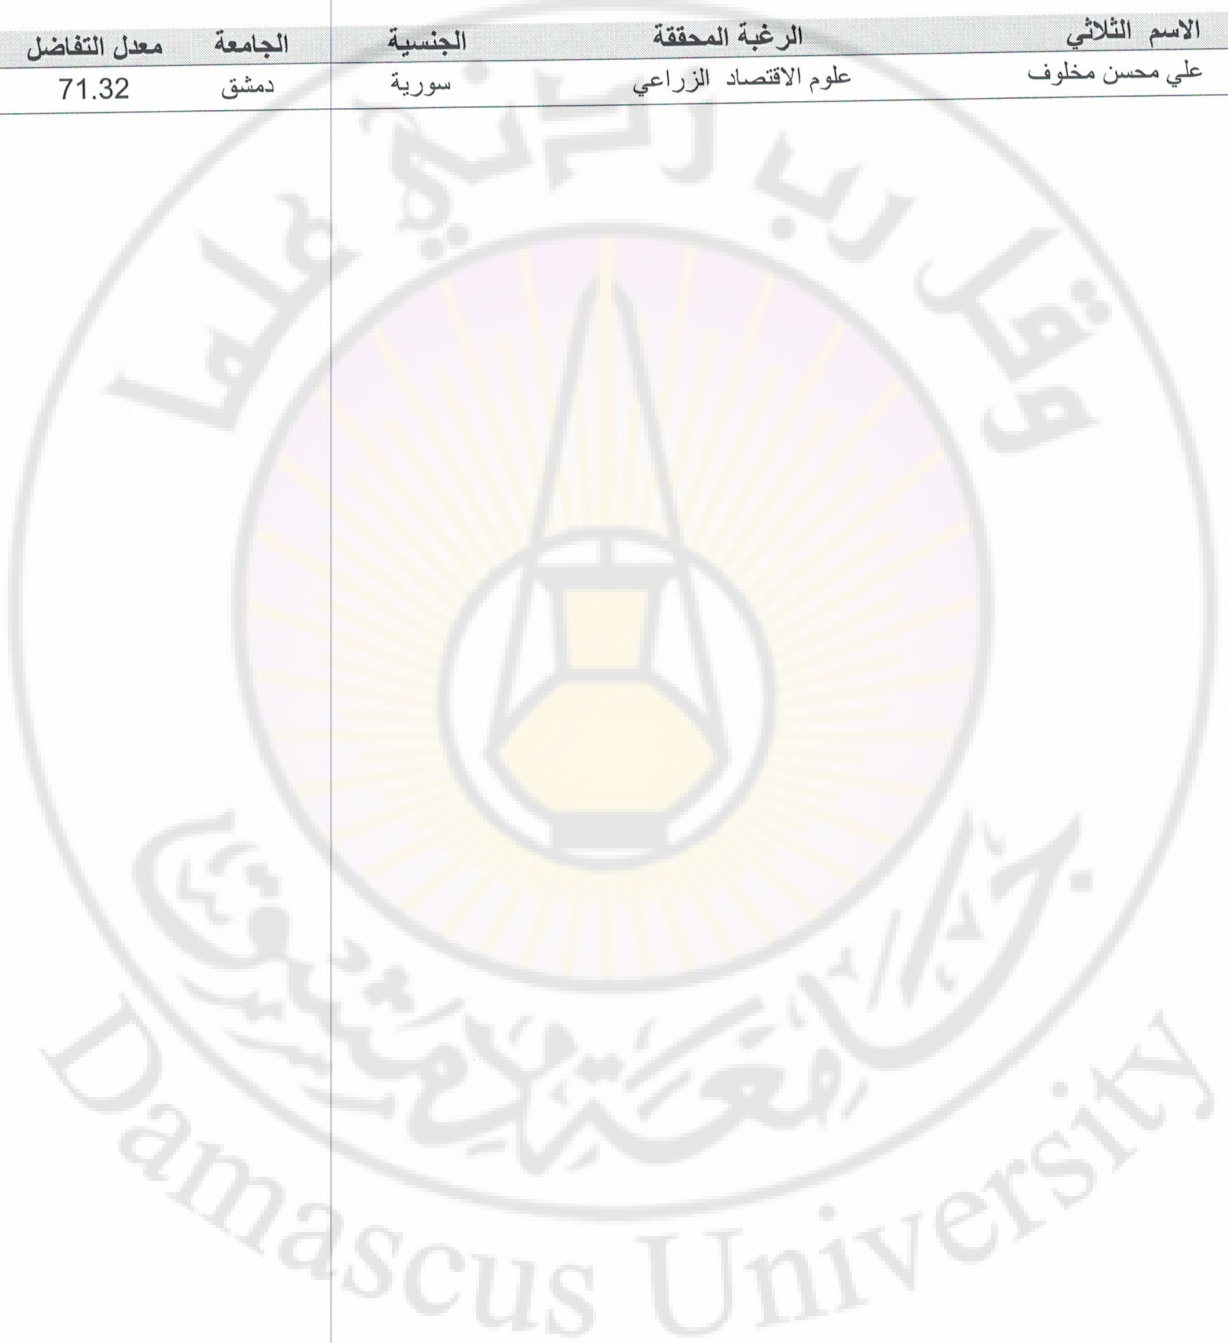 الاسم الثلاثي الرغبة المحققة الجنسية الجامعة معدل التفاضل
علي محسن مخلوف علوم الاقتصاد الزراعي سورية دمشق 71.32
وقل رب زدني علما
جامعة دمشق
Damascus University